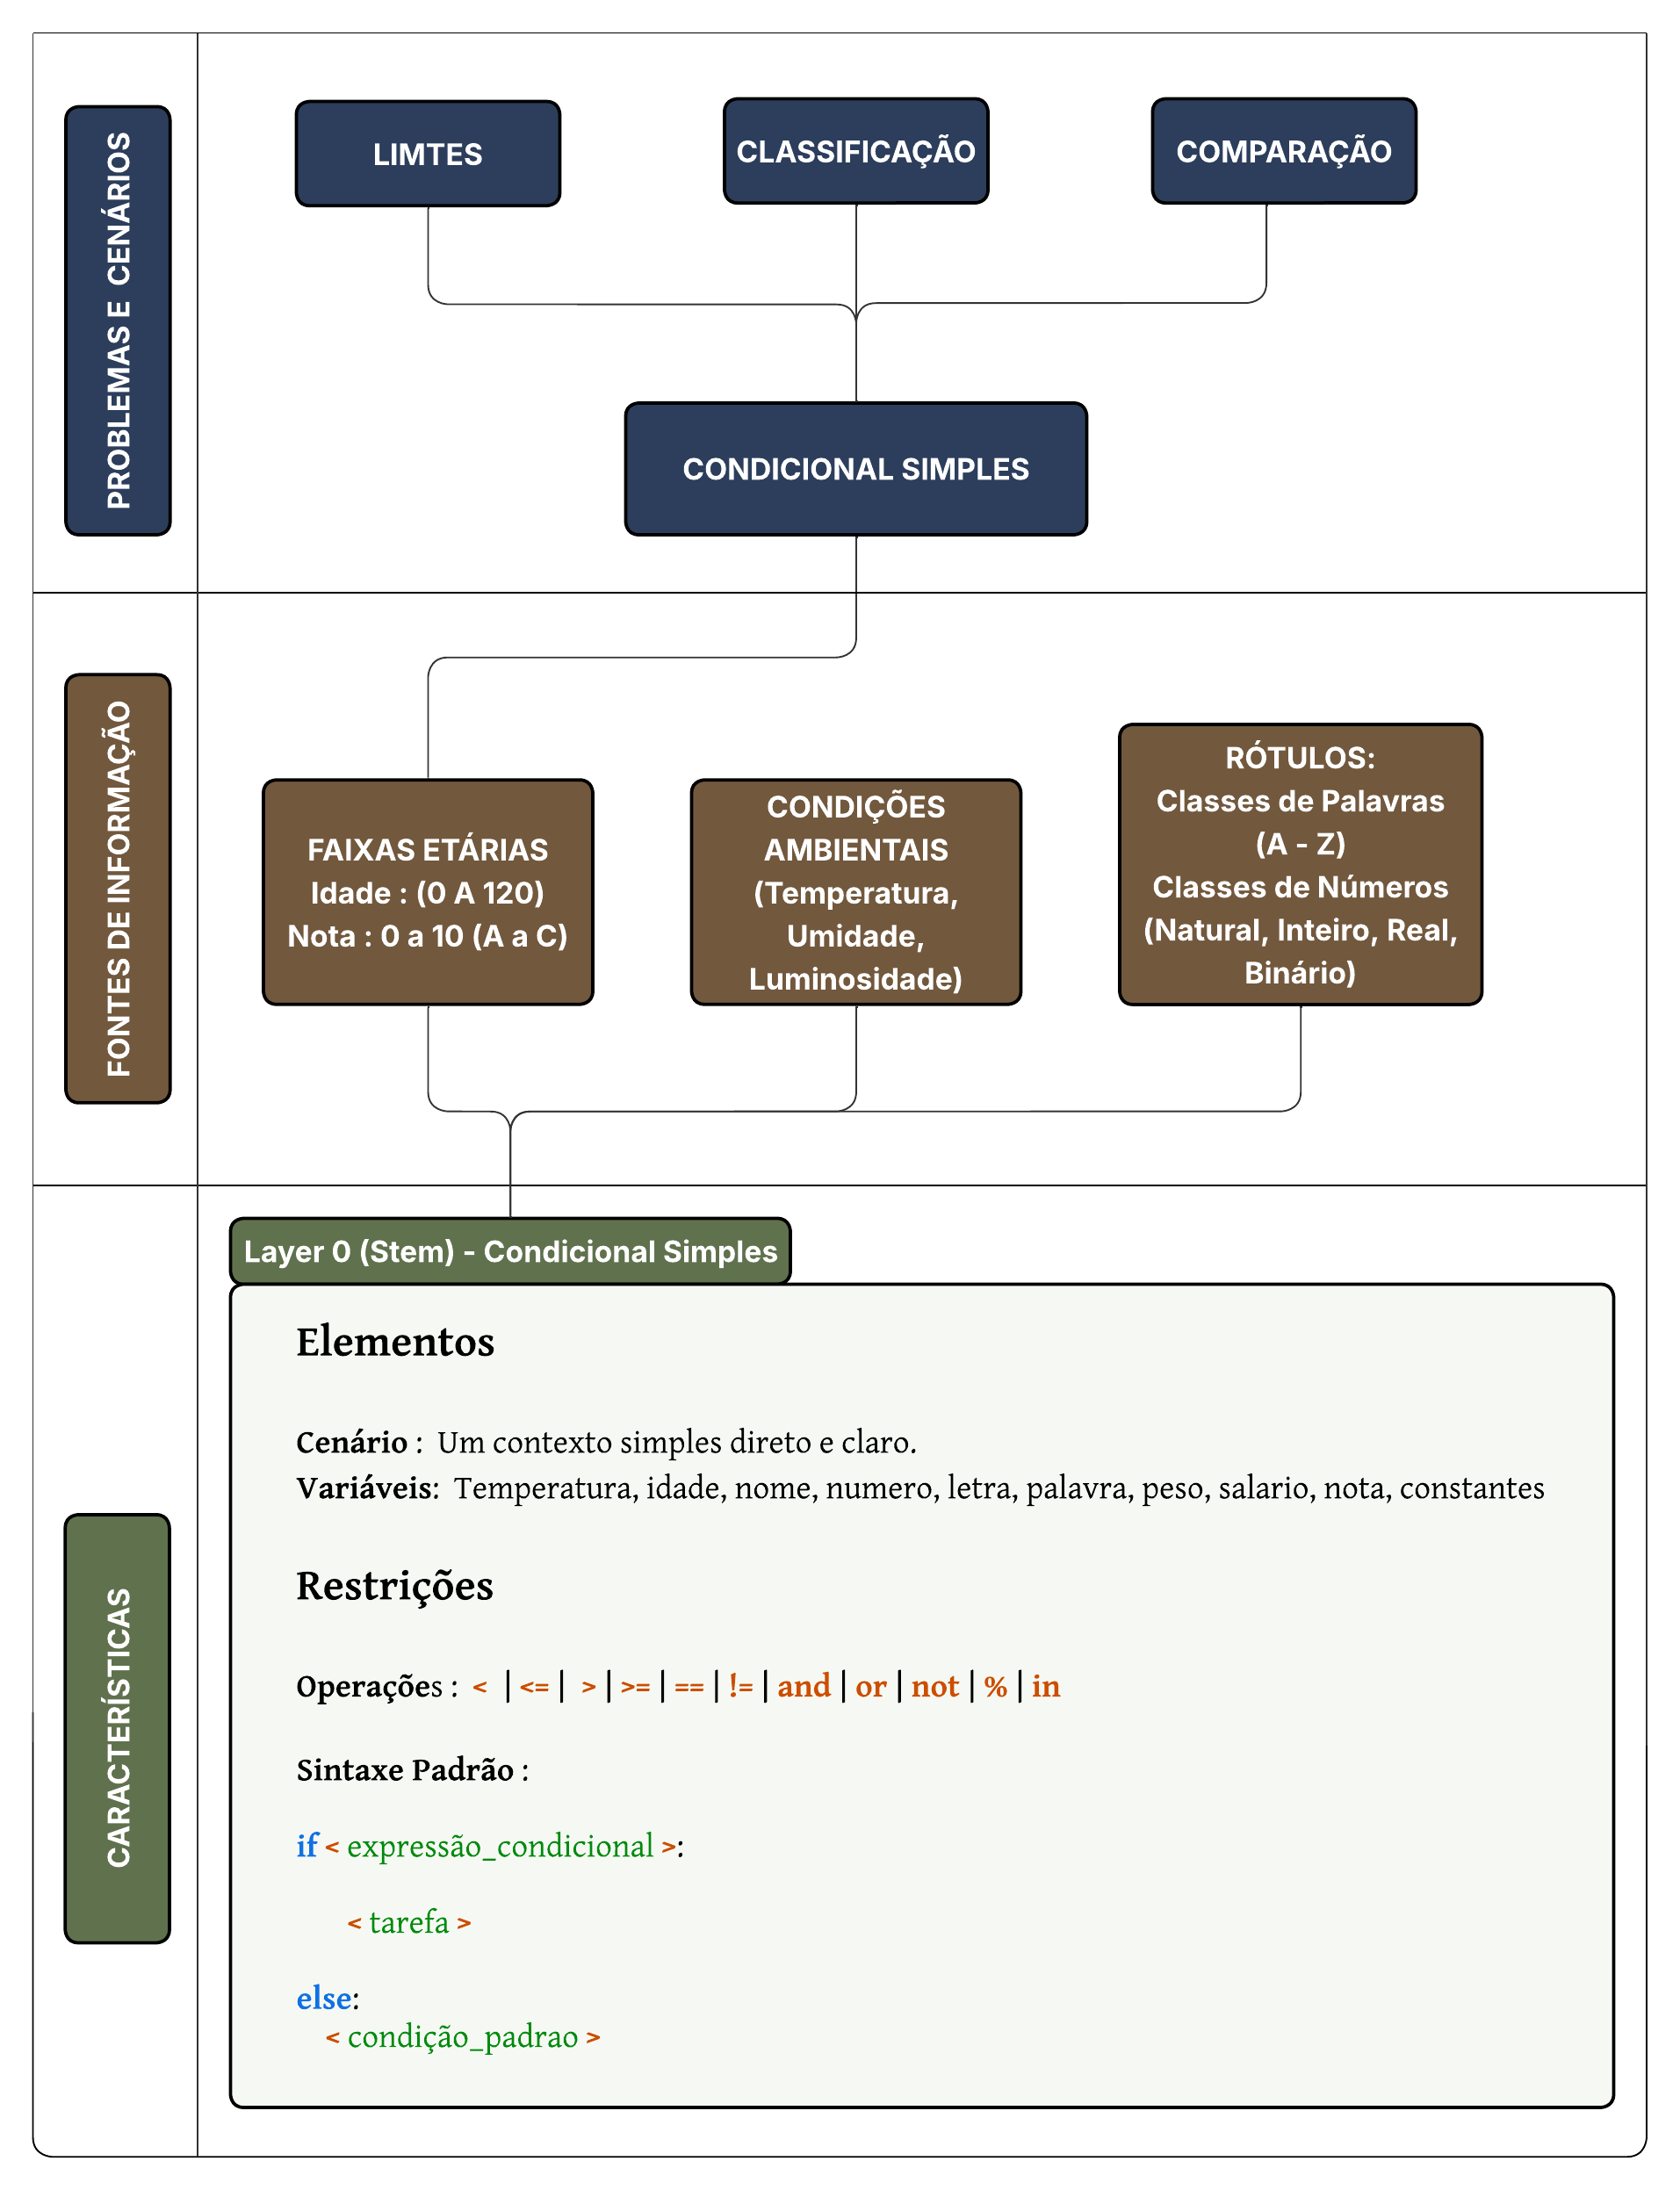 PROBLEMAS E CENÁRIOS
LIMTES
CLASSIFICAÇÃO
COMPARAÇÃO
CONDICIONAL SIMPLES
FONTES DE INFORMAÇÃO
FAIXAS ETÁRIAS
Idade : (0 A 120)
Nota : 0 a 10 (A a C)
CONDIÇÕES
AMBIENTAIS
(Temperatura,
Umidade,
Luminosidade)
RÓTULOS:
Classes de Palavras
(A - Z)
Classes de Números
(Natural, Inteiro, Real,
Binário)
CARACTERÍSTICAS
Layer 0 (Stem) - Condicional Simples
Elementos
Cenário : Um contexto simples direto e claro.
Variáveis: Temperatura, idade, nome, numero, letra, palavra, peso, salario, nota, constantes
Restrições
Operações : < | <= | > | >= | == | != | and | or | not | % | in
Sintaxe Padrão :
if < expressão_condicional >:
< tarefa >
else:
< condição_padrao >